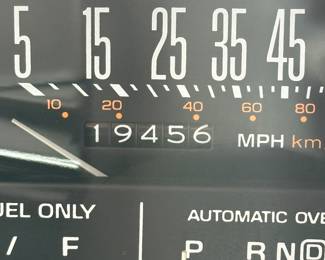 5 15 25 35 45
10 20 40 60 80
19456 MPH km
UEL ONLY AUTOMATIC OVE
/ F P R N D